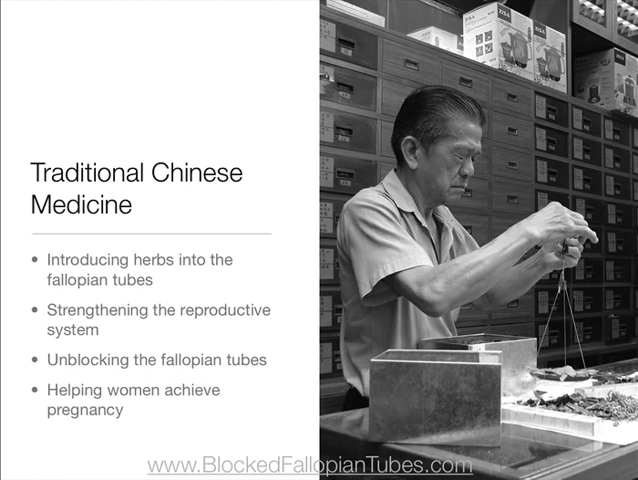 Traditional Chinese
Medicine
• Introducing herbs into the
fallopian tubes
• Strengthening the reproductive
system
• Unblocking the fallopian tubes
• Helping women achieve
pregnancy
www.BlockedFallopianTubes.com